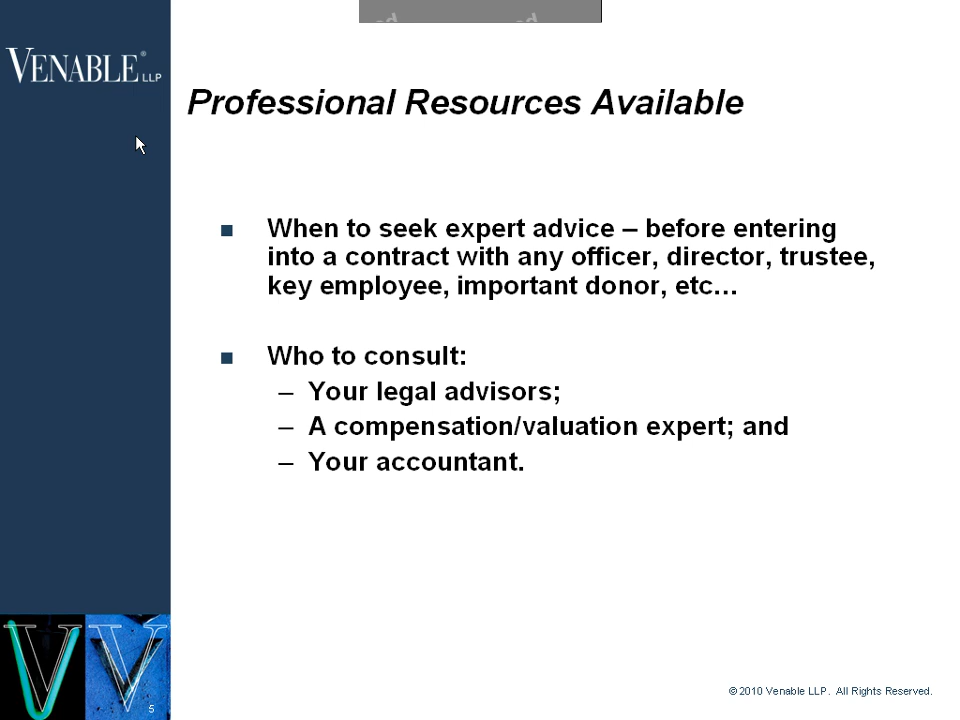 VENABLE® LLP
Professional Resources Available
■ When to seek expert advice – before entering
into a contract with any officer, director, trustee,
key employee, important donor, etc…
■ Who to consult:
– Your legal advisors;
– A compensation/valuation expert; and
– Your accountant.
© 2010 Venable LLP. All Rights Reserved.
V V
5